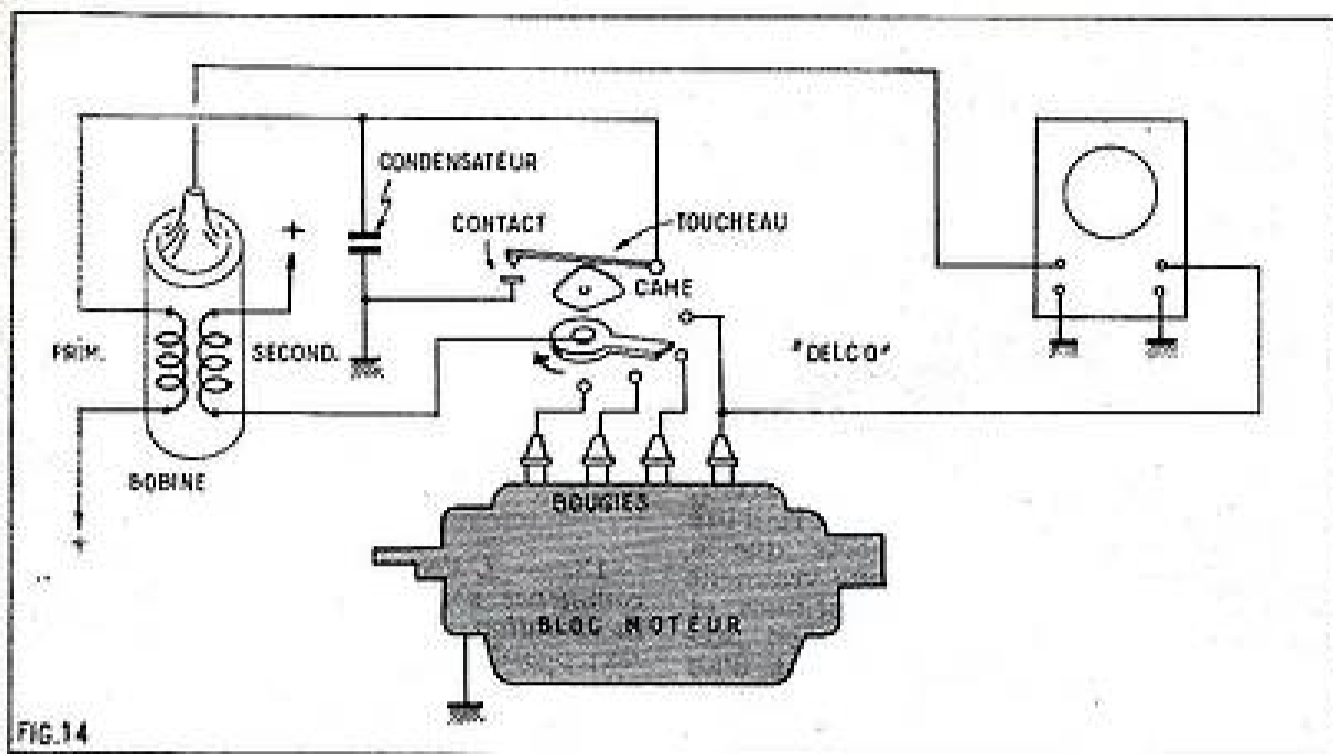 CONDENSATEUR
+
CONTACT
TOUCHEAU
CAME
PRIM.
SECOND.
"DELCO"
BOBINE
+
BOUGIES
BLOC MOTEUR
FIG.14